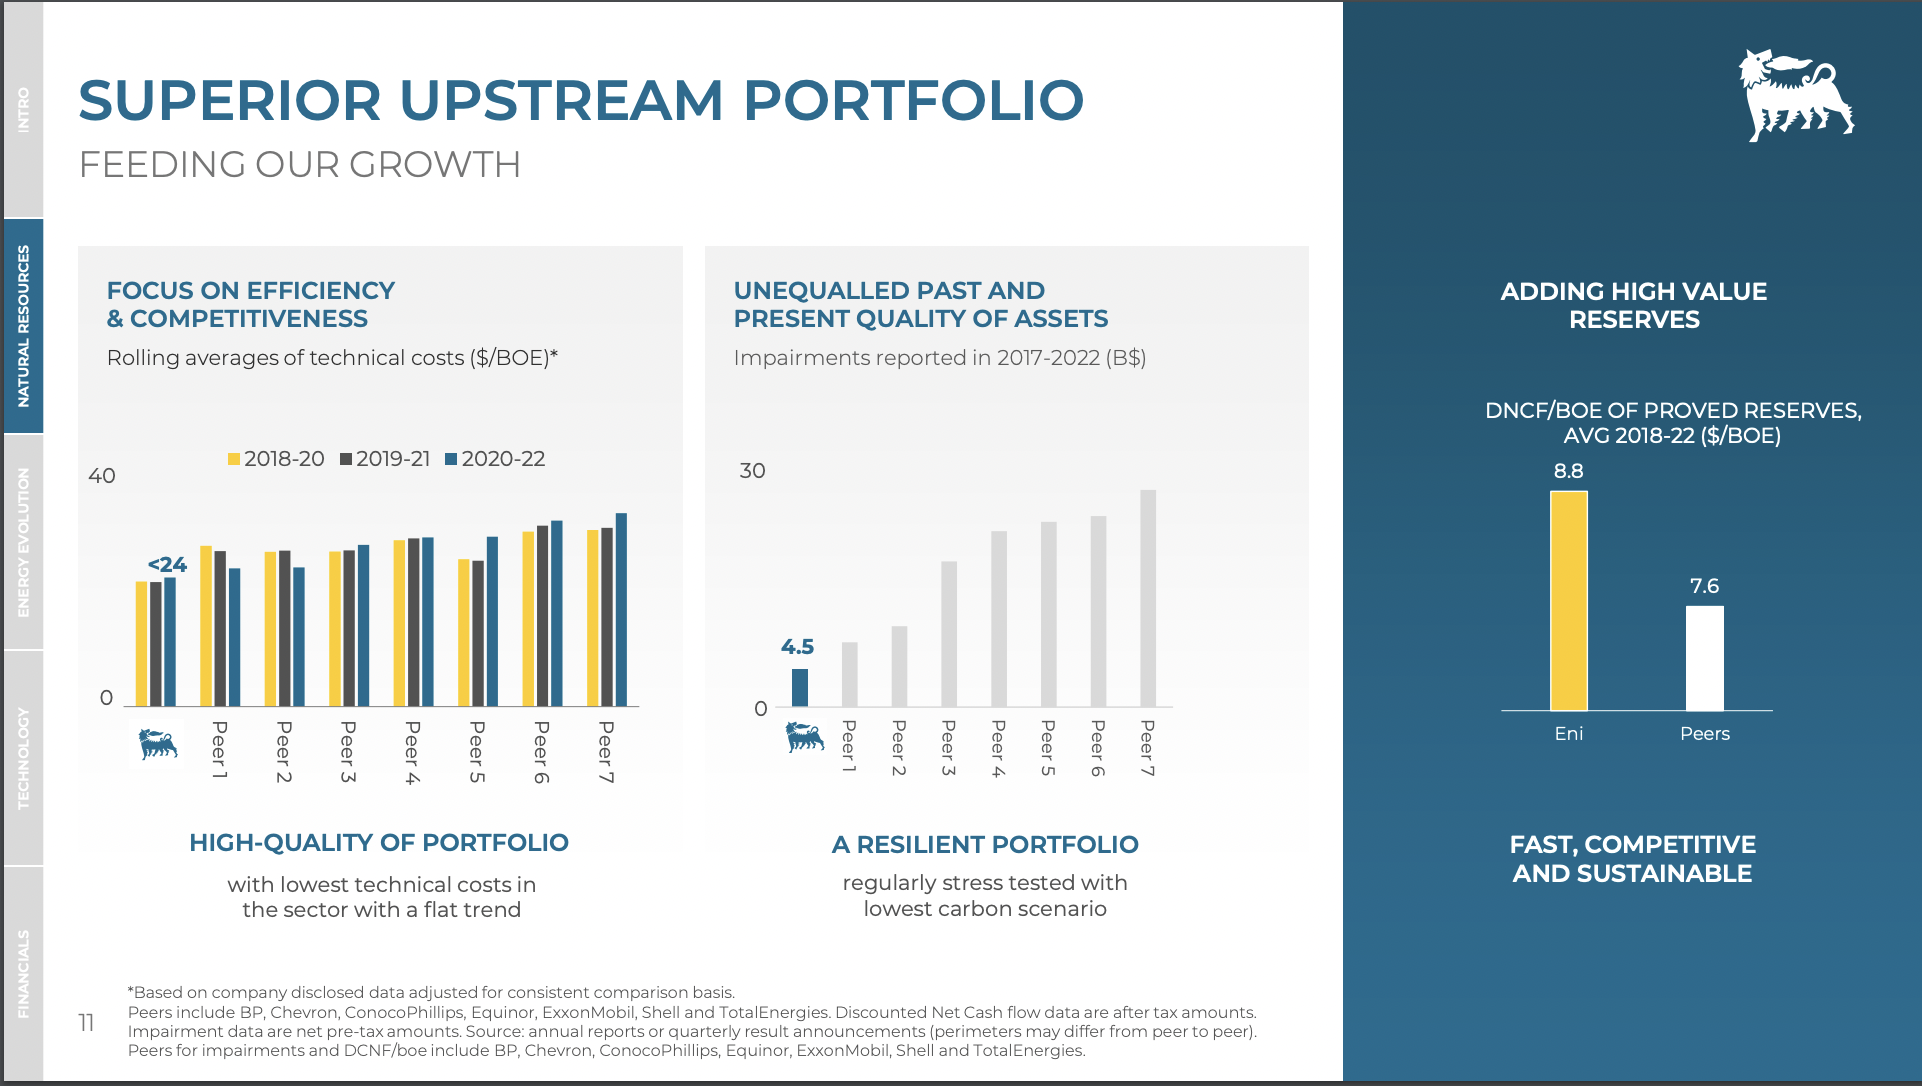 INTRO
NATURAL RESOURCES
ENERGY EVOLUTION
TECHNOLOGY
FINANCIALS
SUPERIOR UPSTREAM PORTFOLIO
FEEDING OUR GROWTH
FOCUS ON EFFICIENCY
& COMPETITIVENESS
Rolling averages of technical costs ($/BOE)*
2018-20 2019-21 2020-22
40
<24
0
Peer 1
Peer 2
Peer 3
Peer 4
Peer 5
Peer 6
Peer 7
HIGH-QUALITY OF PORTFOLIO
with lowest technical costs in
the sector with a flat trend
UNEQUALLED PAST AND
PRESENT QUALITY OF ASSETS
Impairments reported in 2017-2022 (B$)
30
4.5
0
Peer 1
Peer 2
Peer 3
Peer 4
Peer 5
Peer 6
Peer 7
A RESILIENT PORTFOLIO
regularly stress tested with
lowest carbon scenario
ADDING HIGH VALUE
RESERVES
DNCF/BOE OF PROVED RESERVES,
AVG 2018-22 ($/BOE)
8.8
7.6
Eni
Peers
FAST, COMPETITIVE
AND SUSTAINABLE
11
*Based on company disclosed data adjusted for consistent comparison basis.
Peers include BP, Chevron, ConocoPhillips, Equinor, ExxonMobil, Shell and TotalEnergies. Discounted Net Cash flow data are after tax amounts.
Impairment data are net pre-tax amounts. Source: annual reports or quarterly result announcements (perimeters may differ from peer to peer).
Peers for impairments and DCNF/boe include BP, Chevron, ConocoPhillips, Equinor, ExxonMobil, Shell and TotalEnergies.